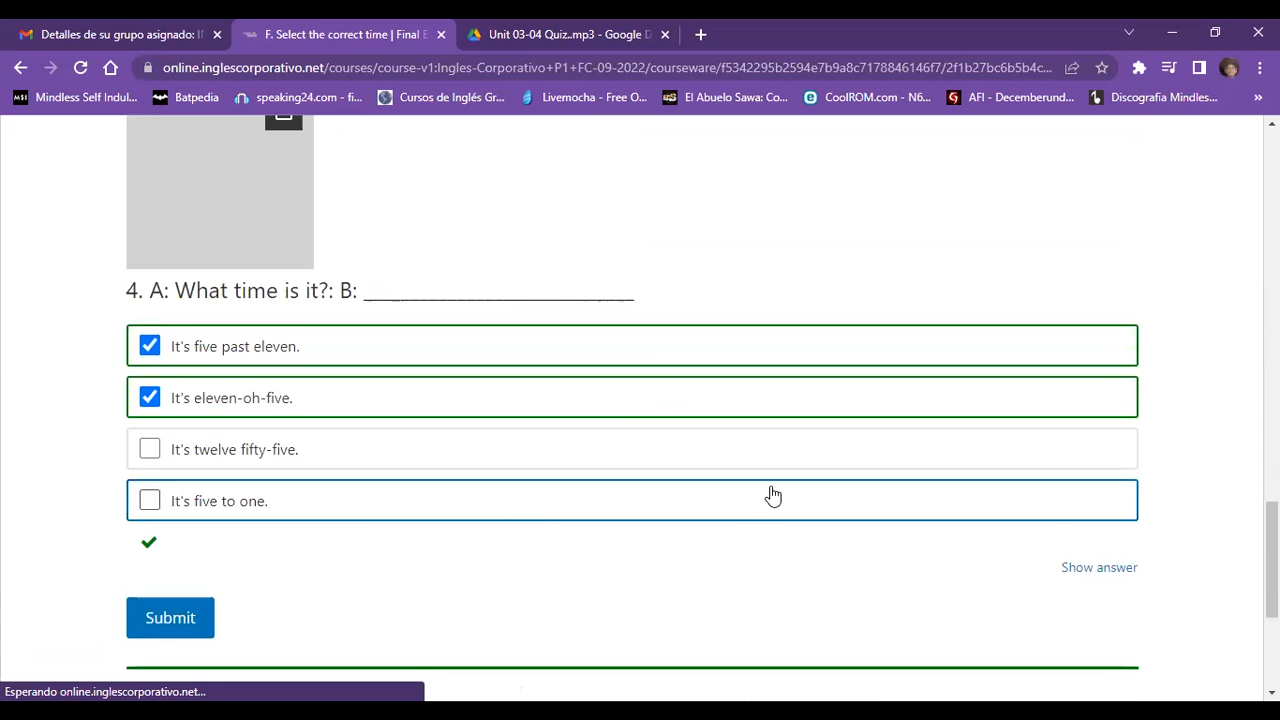 Detalles de su grupo asignado: I
F. Select the correct time | Final E
Unit 03-04 Quiz..mp3 - Google D
online.inglescorporativo.net/courses/course-v1:Ingles-Corporativo+P1+FC-09-2022/courseware/f5342295b2594e7b9a8c7178846146f7/2f1b27bc6b5b4c...
Mindless Self Indul...
Batpedia
speaking24.com - fi...
Cursos de Inglés Gr...
Livemocha - Free O...
El Abuelo Sawa: Co...
CoolROM.com - N6...
AFI - Decemberund...
Discografia Mindles...
»
4. A: What time is it?: B: ________________________
It's five past eleven.
It's eleven-oh-five.
It's twelve fifty-five.
It's five to one.
Show answer
Submit
Esperando online.inglescorporativo.net...